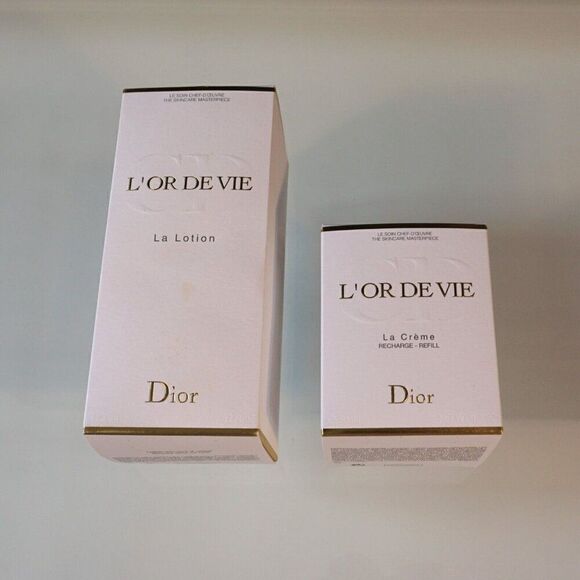 LE SOIN CHEF-D'ŒUVRE
THE SKINCARE MASTERPIECE
L'OR DE VIE
La Lotion
Dior
LE SOIN CHEF-D'ŒUVRE
THE SKINCARE MASTERPIECE
CD
L'OR DE VIE
La Crème
RECHARGE - REFILL
Dior